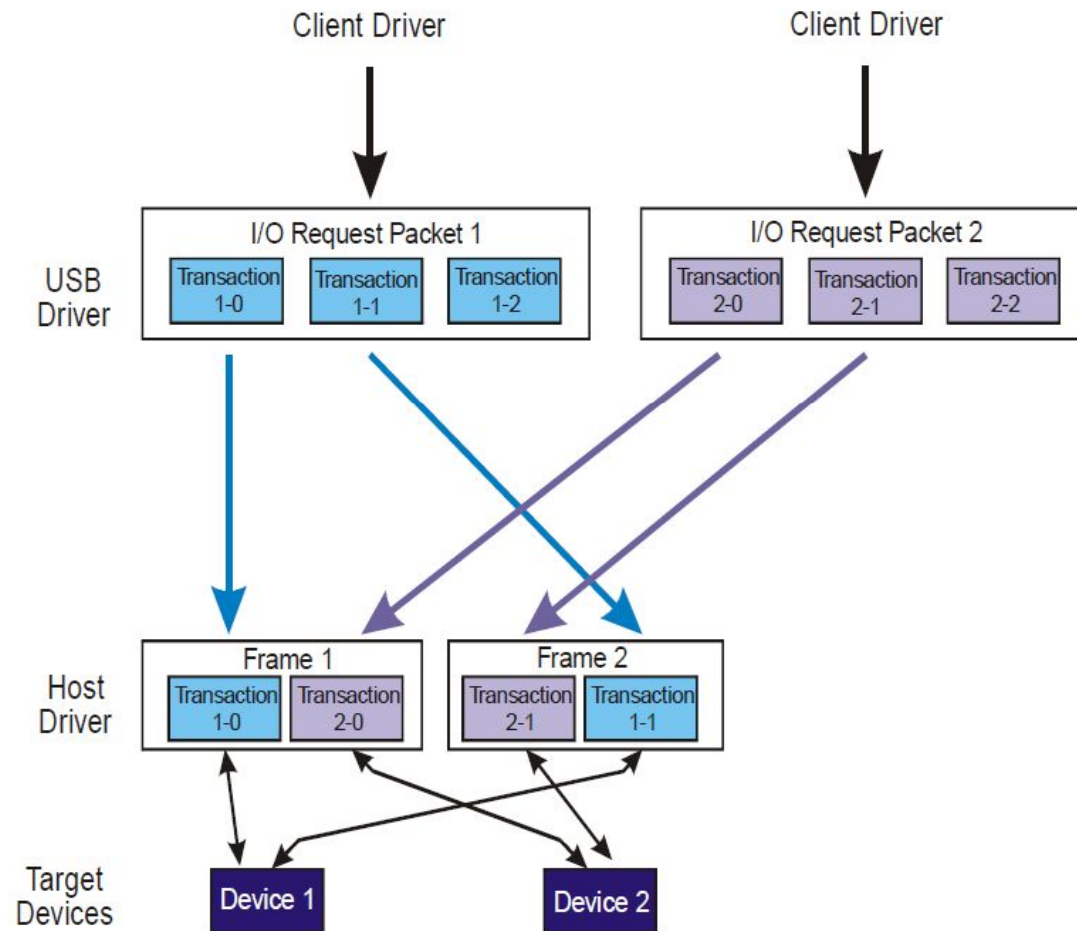 Client Driver
Client Driver
USB
Driver
I/O Request Packet 1
Transaction
1-0
Transaction
1-1
Transaction
1-2
I/O Request Packet 2
Transaction
2-0
Transaction
2-1
Transaction
2-2
Host
Driver
Frame 1
Transaction
1-0
Transaction
2-0
Frame 2
Transaction
2-1
Transaction
1-1
Target
Devices
Device 1
Device 2